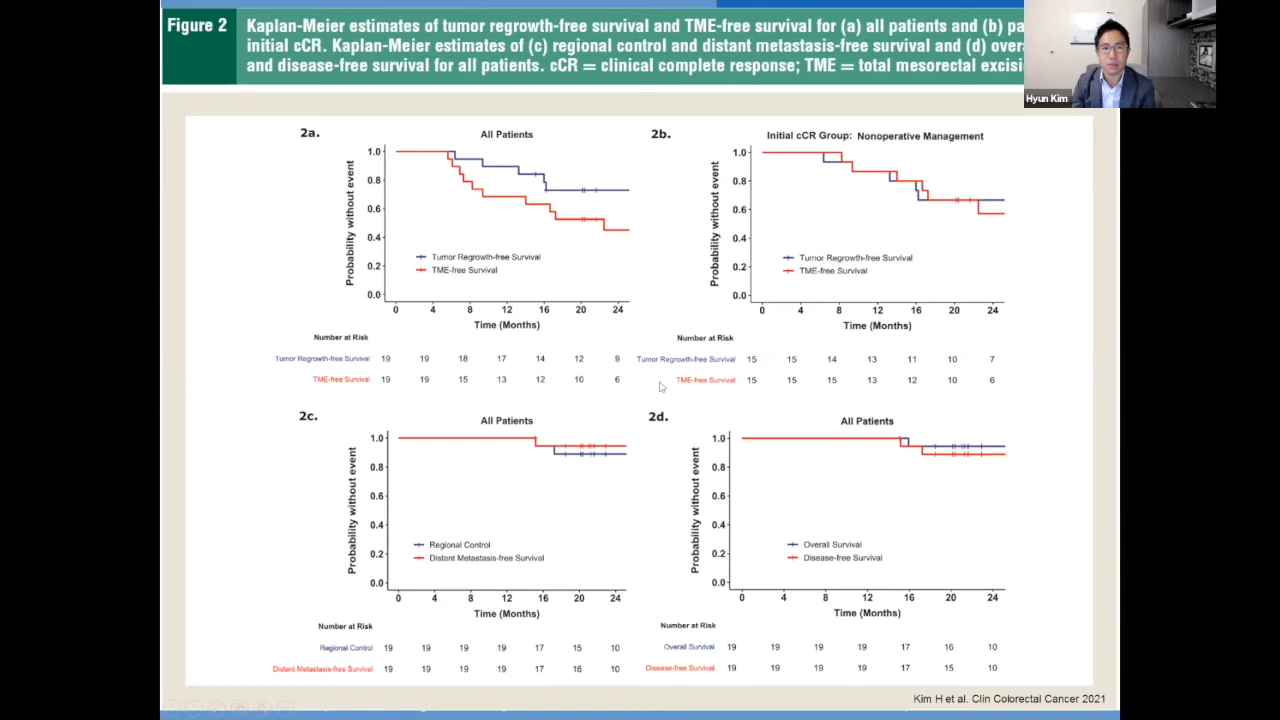 Figure 2
Kaplan-Meier estimates of tumor regrowth-free survival and TME-free survival for (a) all patients and (b) pa
initial cCR. Kaplan-Meier estimates of (c) regional control and distant metastasis-free survival and (d) overa
and disease-free survival for all patients. cCR = clinical complete response; TME = total mesorectal excisi
Hyun Kim
2a.
All Patients
Probability without event
1.0
0.8
0.6
0.4
0.2
0.0
Tumor Regrowth-free Survival
TME-free Survival
0 4 8 12 16 20 24
Time (Months)
Number at Risk
Tumor Regrowth-free Survival 19 19 18 17 14 12 9
TME-free Survival 19 19 15 13 12 10 6
2b.
Initial cCR Group: Nonoperative Management
Probability without event
1.0
0.8
0.6
0.4
0.2
0.0
Tumor Regrowth-free Survival
TME-free Survival
0 4 8 12 16 20 24
Time (Months)
Number at Risk
Tumor Regrowth-free Survival 15 15 14 13 11 10 7
TME-free Survival 15 15 15 13 12 10 6
2c.
All Patients
Probability without event
1.0
0.8
0.6
0.4
0.2
0.0
Regional Control
Distant Metastasis-free Survival
0 4 8 12 16 20 24
Time (Months)
Number at Risk
Regional Control 19 19 19 19 17 15 10
Distant Metastasis-free Survival 19 19 19 19 17 16 10
2d.
All Patients
Probability without event
1.0
0.8
0.6
0.4
0.2
0.0
Overall Survival
Disease-free Survival
0 4 8 12 16 20 24
Time (Months)
Number at Risk
Overall Survival 19 19 19 19 17 16 10
Disease-free Survival 19 19 19 19 17 15 10
Kim H et al. Clin Colorectal Cancer 2021